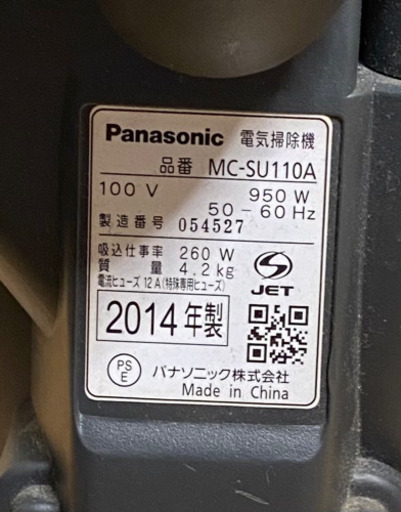 Panasonic 電気掃除機
品番 MC-SU110A
100 V 950 W
50-60 Hz
製造番号 054527
吸込仕事率 260 W
質量 4.2kg
電流ヒューズ 12A(特殊専用ヒューズ)
S JET
2014年製
PS E
パナソニック株式会社
Made in China